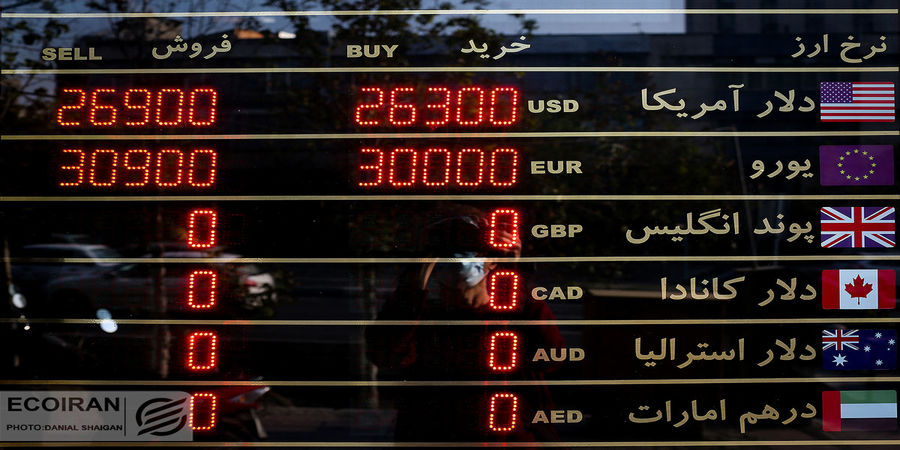 SELL فروش BUY خرید نرخ ارز
26900 26300 USD دلار آمریکا
30900 30000 EUR یورو
0 0 GBP پوند انگلیس
0 0 CAD دلار کانادا
0 0 AUD دلار استرالیا
0 0 AED درهم امارات
ECOIRAN
PHOTO:DANIAL SHAIGAN